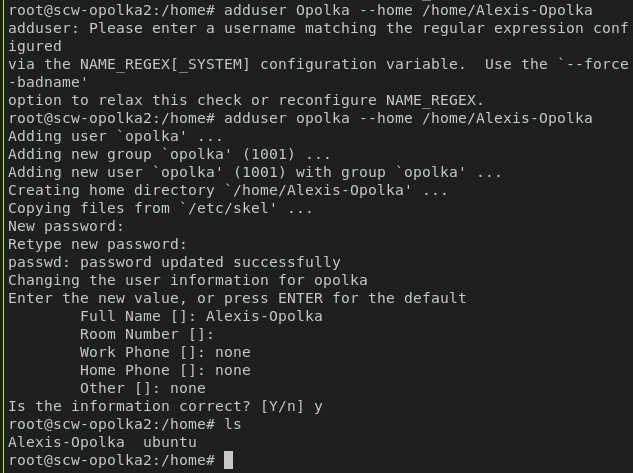 root@scw-opolka2:/home# adduser Opolka --home /home/Alexis-Opolka
adduser: Please enter a username matching the regular expression conf
igured
via the NAME_REGEX[_SYSTEM] configuration variable.  Use the `--force
-badname'
option to relax this check or reconfigure NAME_REGEX.
root@scw-opolka2:/home# adduser opolka --home /home/Alexis-Opolka
Adding user `opolka' ...
Adding new group `opolka' (1001) ...
Adding new user `opolka' (1001) with group `opolka' ...
Creating home directory `/home/Alexis-Opolka' ...
Copying files from `/etc/skel' ...
New password:
Retype new password:
passwd: password updated successfully
Changing the user information for opolka
Enter the new value, or press ENTER for the default
        Full Name []: Alexis-Opolka
        Room Number []:
        Work Phone []: none
        Home Phone []: none
        Other []: none
Is the information correct? [Y/n] y
root@scw-opolka2:/home# ls
Alexis-Opolka  ubuntu
root@scw-opolka2:/home#